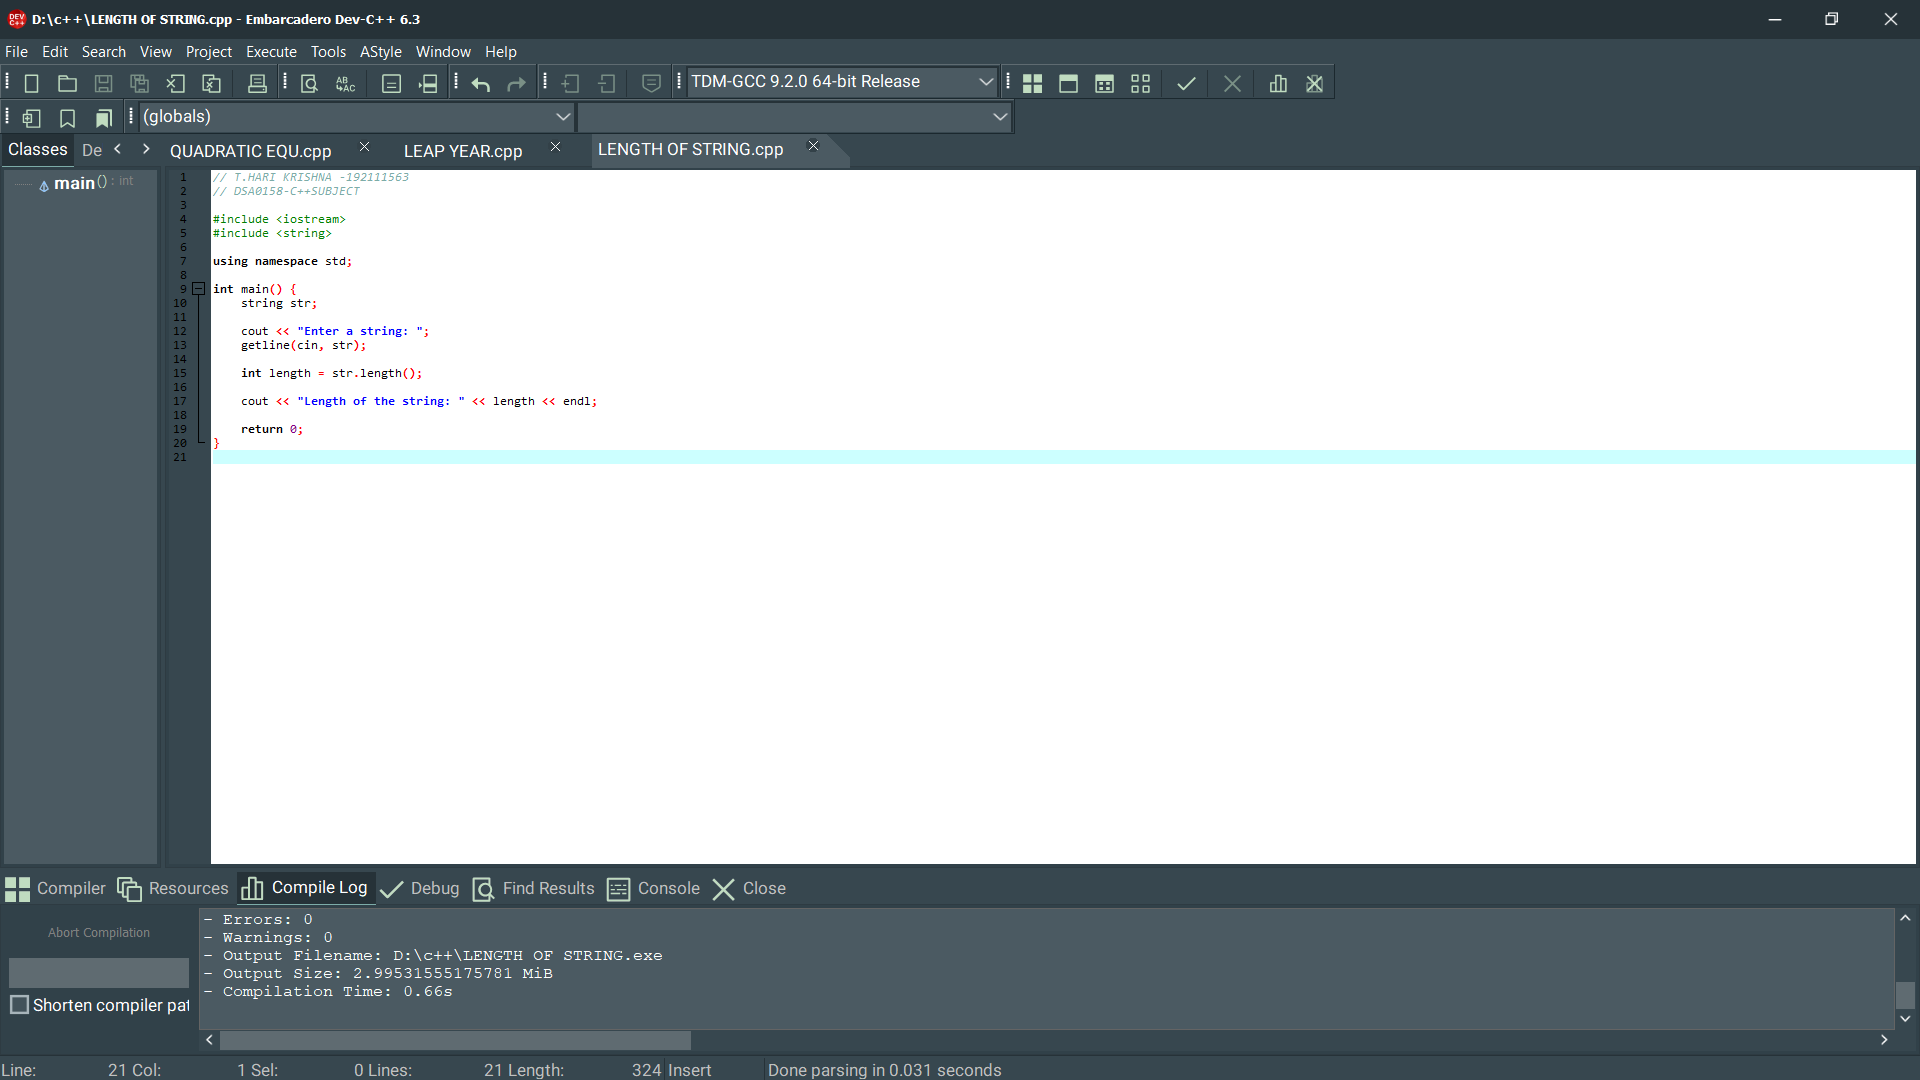 D:\c++\LENGTH OF STRING.cpp - Embarcadero Dev-C++ 6.3
File Edit Search View Project Execute Tools AStyle Window Help
TDM-GCC 9.2.0 64-bit Release
(globals)
Classes De QUADRATIC EQU.cpp LEAP YEAR.cpp LENGTH OF STRING.cpp
main() : int
1 // T.HARI KRISHNA -192111563
2 // DSA0158-C++SUBJECT
3
4 #include <iostream>
5 #include <string>
6
7 using namespace std;
8
9 int main() {
10 string str;
11
12 cout << "Enter a string: ";
13 getline(cin, str);
14
15 int length = str.length();
16
17 cout << "Length of the string: " << length << endl;
18
19 return 0;
20 }
21
Compiler Resources Compile Log Debug Find Results Console Close
Abort Compilation
Shorten compiler pat
- Errors: 0
- Warnings: 0
- Output Filename: D:\c++\LENGTH OF STRING.exe
- Output Size: 2.99531555175781 MiB
- Compilation Time: 0.66s
Line: 21 Col: 1 Sel: 0 Lines: 21 Length: 324 Insert Done parsing in 0.031 seconds